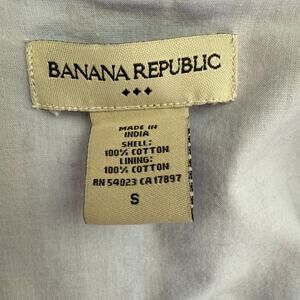 BANANA REPUBLIC
MADE IN
INDIA
SHELL:
100% COTTON
LINING:
100% COTTON
RN 54023 CA 17897
S